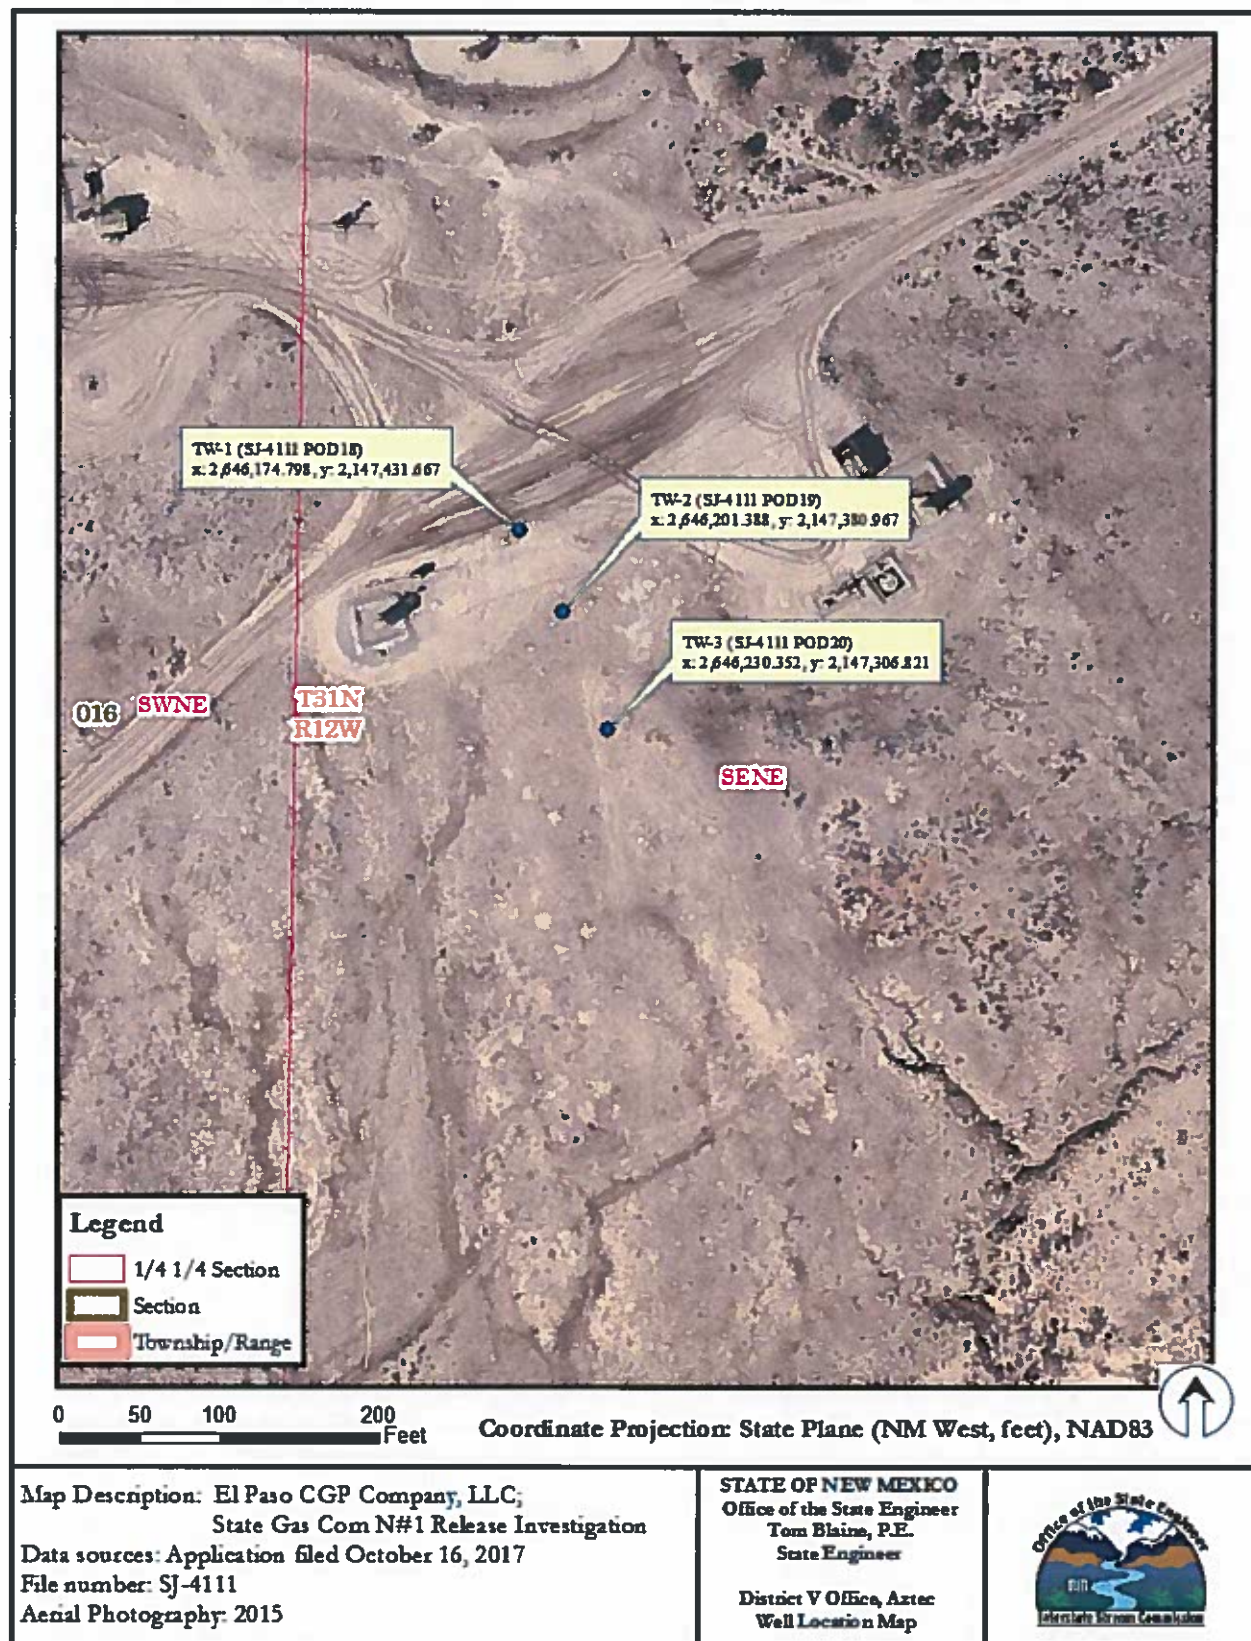 TW-1 (SJ-4111 POD18)
x: 2,646,174.798, y: 2,147,431.667
TW-2 (SJ-4111 POD19)
x: 2,646,201.388, y: 2,147,380.967
TW-3 (SJ-4111 POD20)
x: 2,646,230.352, y: 2,147,306.821
016 SWNE
T31N
R12W
SENE
Legend
1/4 1/4 Section
Section
Township/Range
0 50 100 200
Feet
Coordinate Projection: State Plane (NM West, feet), NAD83
Map Description: El Paso CGP Company, LLC;
State Gas Com N#1 Release Investigation
Data sources: Application filed October 16, 2017
File number: SJ-4111
Aerial Photography: 2015
STATE OF NEW MEXICO
Office of the State Engineer
Tom Blaine, P.E.
State Engineer
District V Office, Aztec
Well Location Map
Office of the State Engineer
Interstate Stream Commission